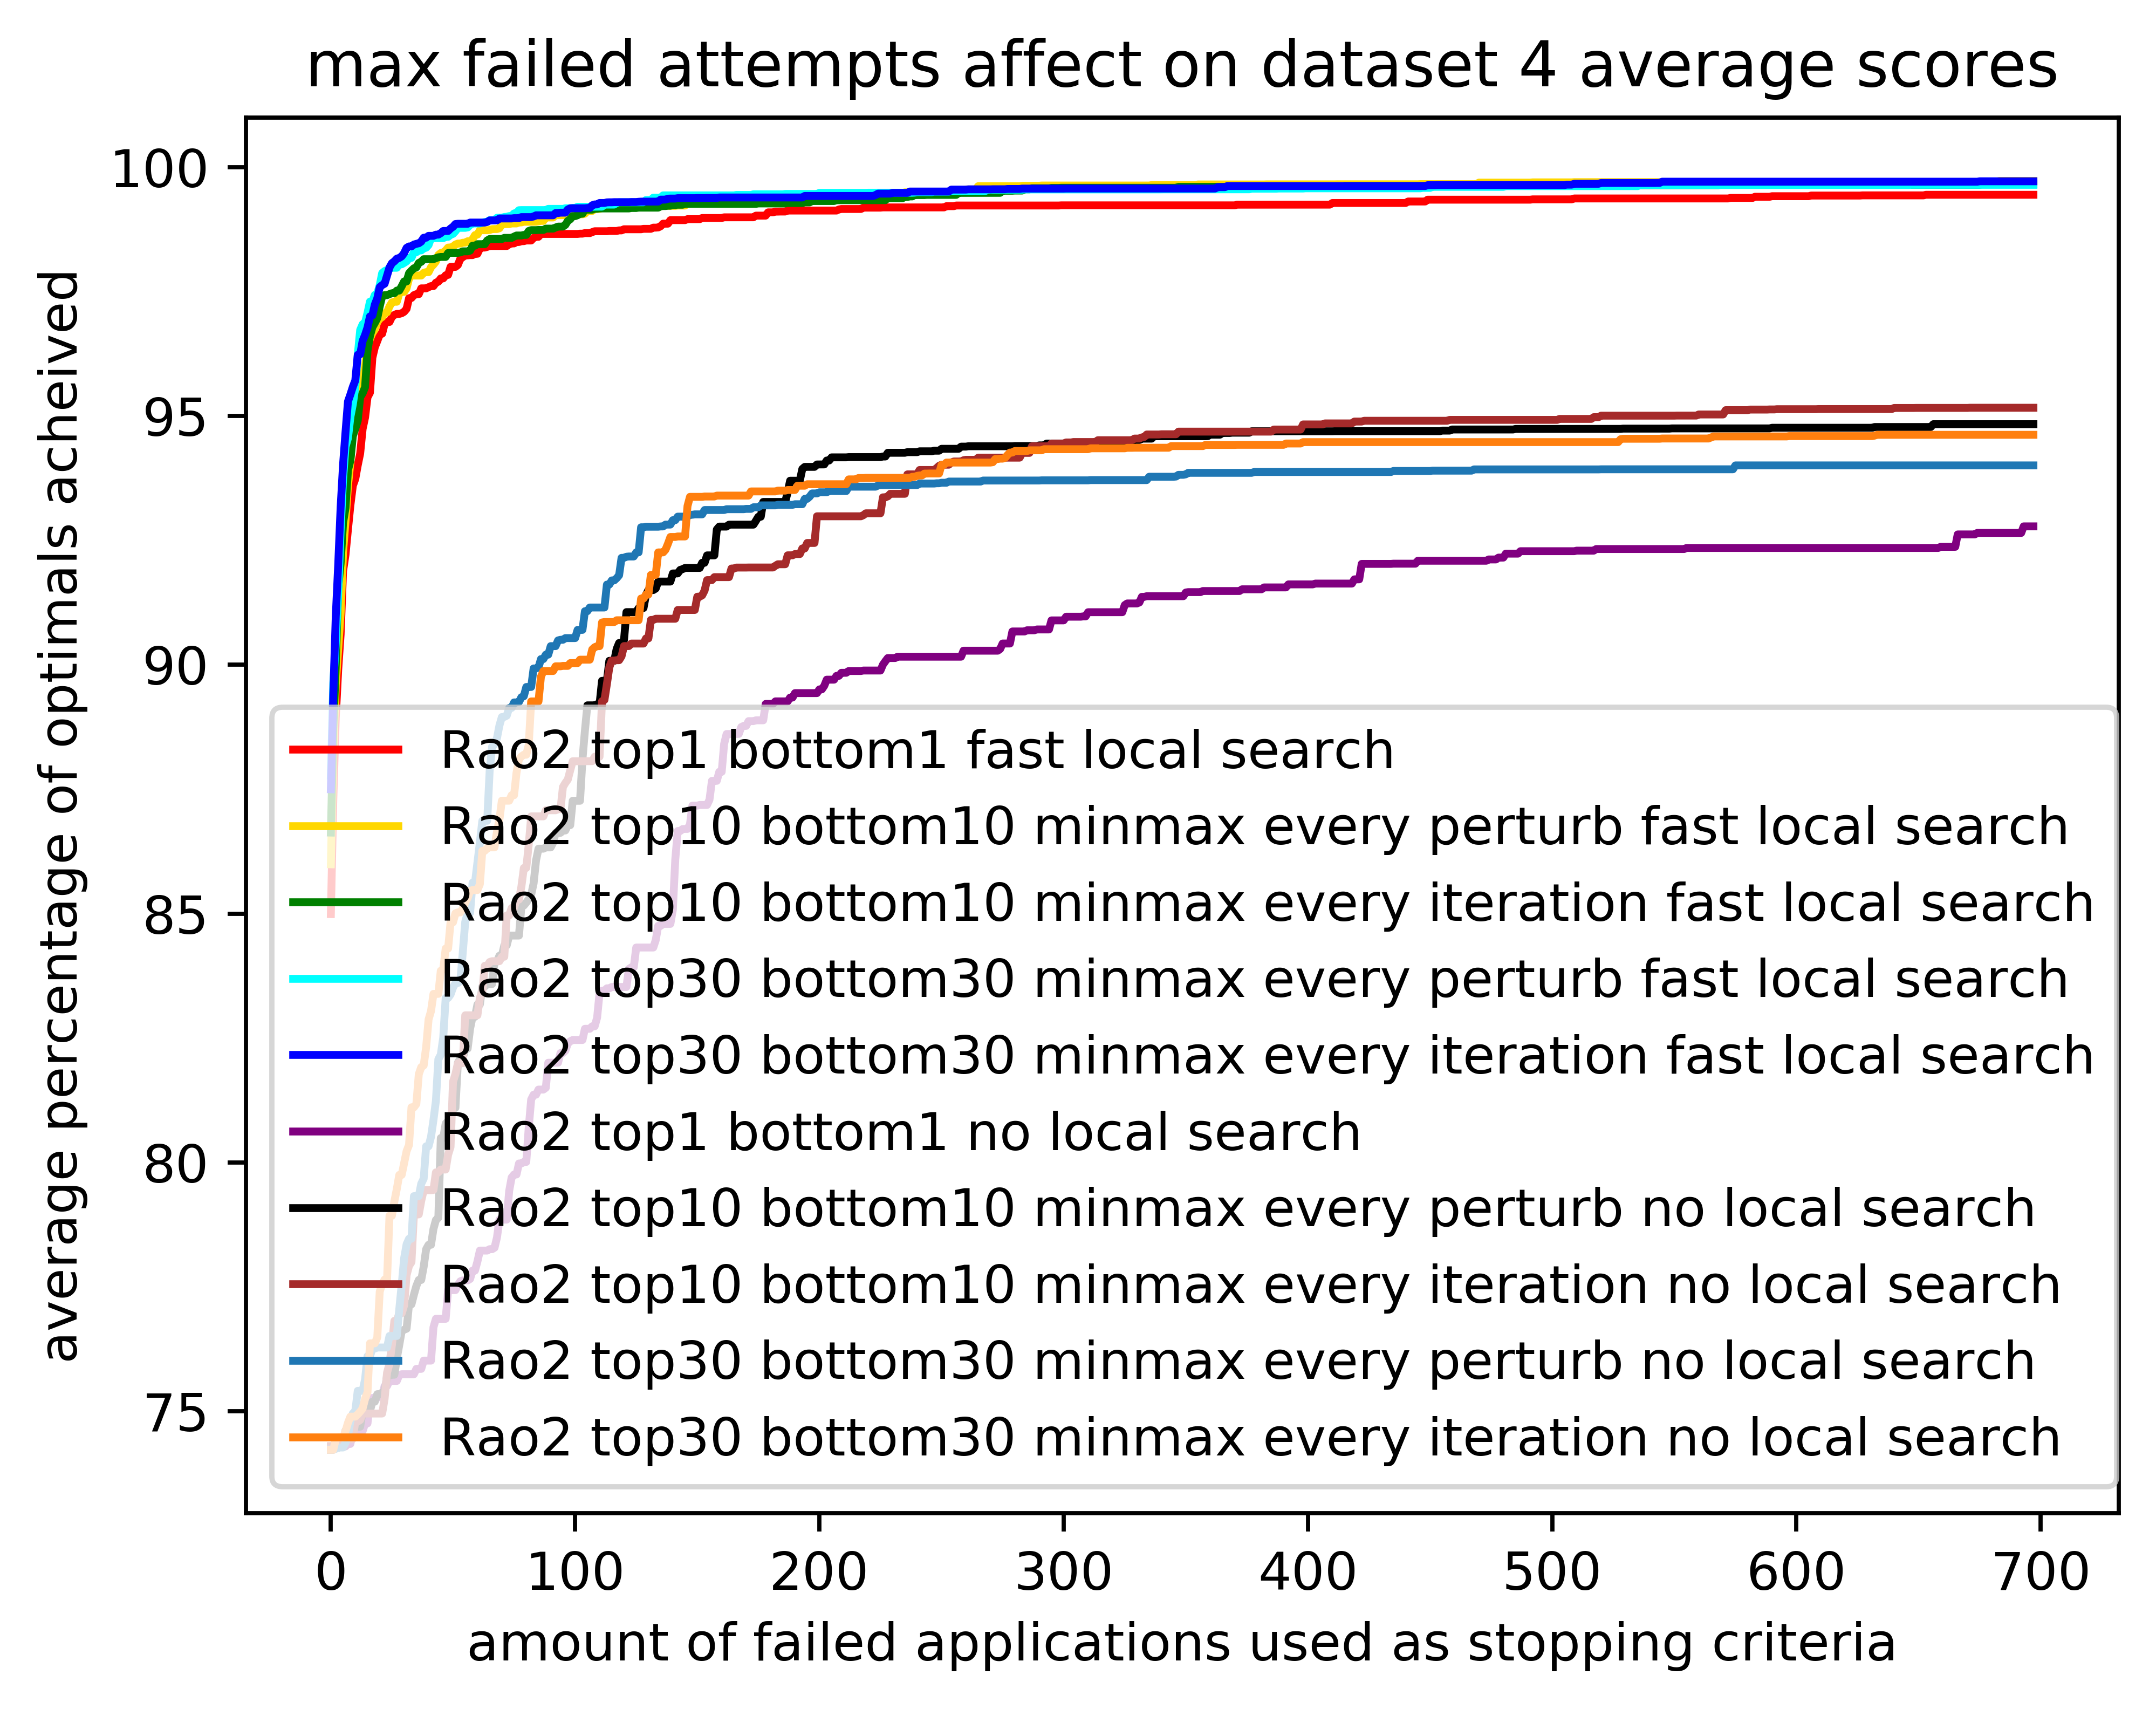 max failed attempts affect on dataset 4 average scores
average percentage of optimals acheived
100
95
90
85
80
75
Rao2 top1 bottom1 fast local search
Rao2 top10 bottom10 minmax every perturb fast local search
Rao2 top10 bottom10 minmax every iteration fast local search
Rao2 top30 bottom30 minmax every perturb fast local search
Rao2 top30 bottom30 minmax every iteration fast local search
Rao2 top1 bottom1 no local search
Rao2 top10 bottom10 minmax every perturb no local search
Rao2 top10 bottom10 minmax every iteration no local search
Rao2 top30 bottom30 minmax every perturb no local search
Rao2 top30 bottom30 minmax every iteration no local search
0 100 200 300 400 500 600 700
amount of failed applications used as stopping criteria